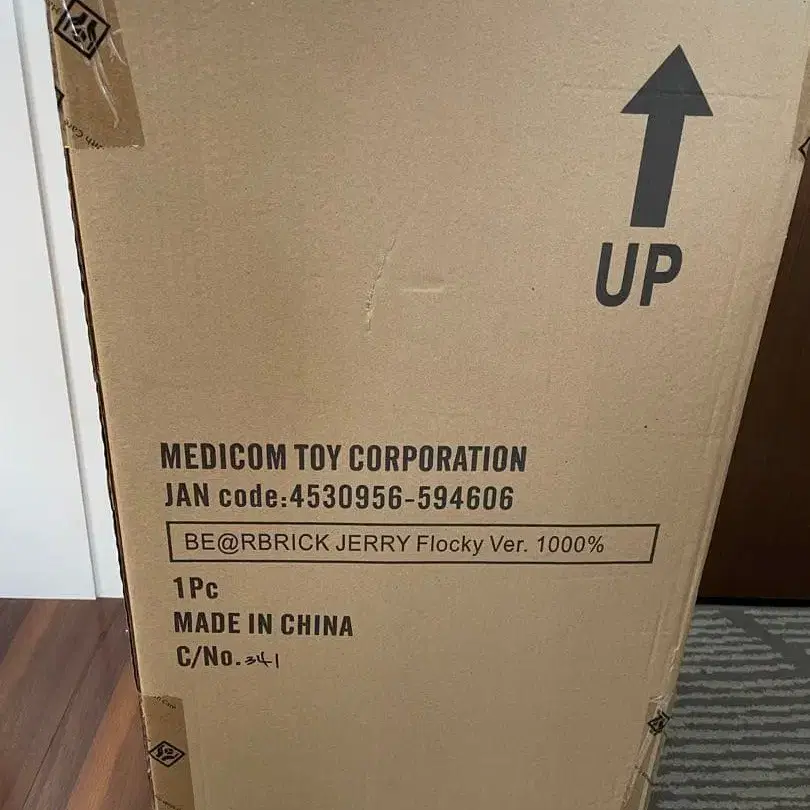 UP
MEDICOM TOY CORPORATION
JAN code:4530956-594606
BE@RBRICK JERRY Flocky Ver. 1000%
1Pc
MADE IN CHINA
C/No.341